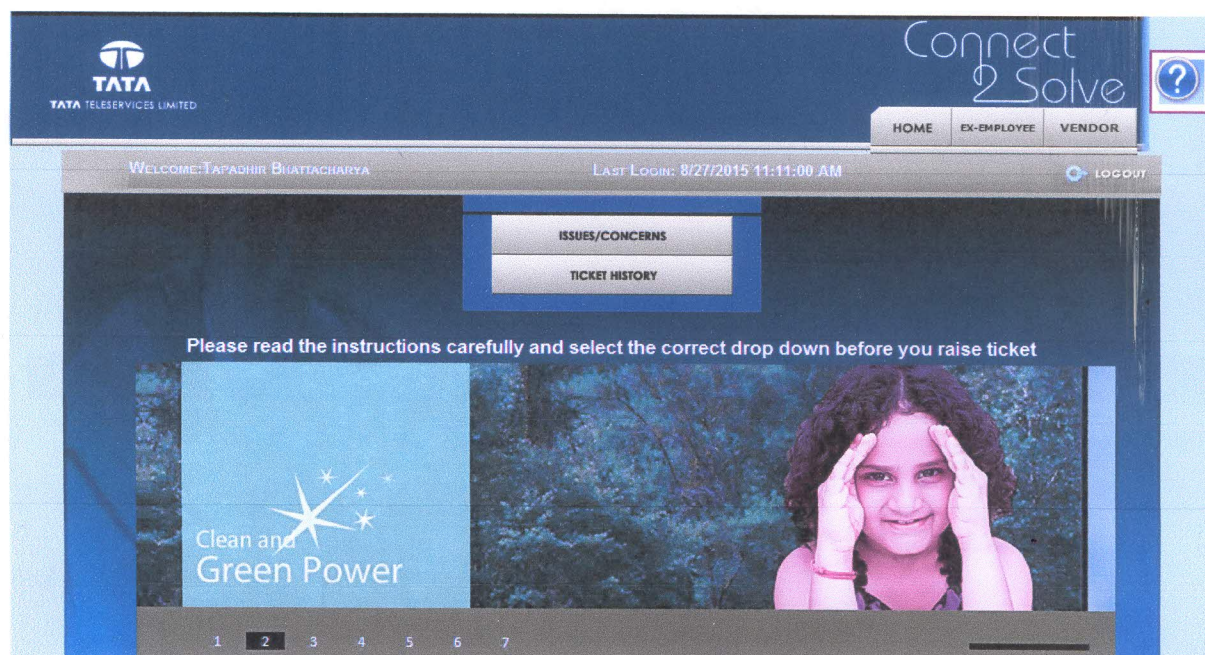 Connect
2 Solve
TATA
TATA TELESERVICES LIMITED
?
HOME EX-EMPLOYEE VENDOR
WELCOME:TAPADHIR BHATTACHARYA LAST LOGIN: 8/27/2015 11:11:00 AM LOGOUT
ISSUES/CONCERNS
TICKET HISTORY
Please read the instructions carefully and select the correct drop down before you raise ticket
Clean and
Green Power
1 2 3 4 5 6 7